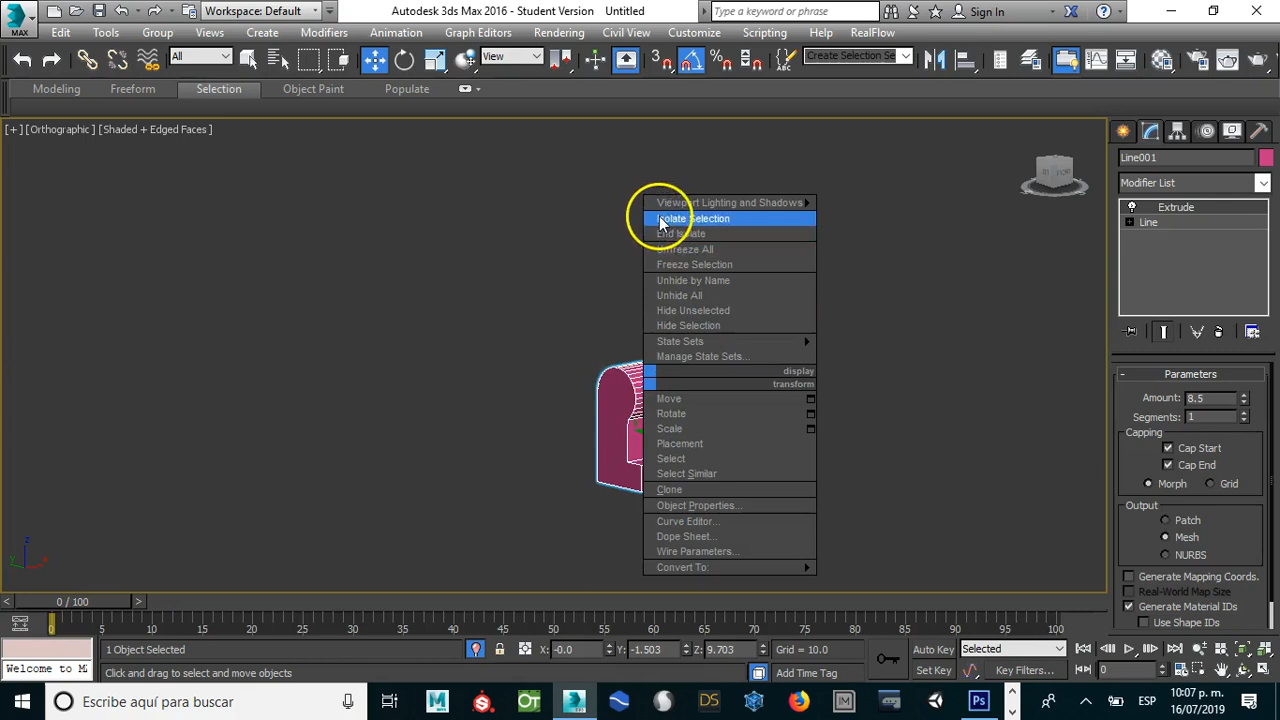 Workspace: Default
Autodesk 3ds Max 2016 - Student Version   Untitled
Type a keyword or phrase
Sign In
MAX
Edit
Tools
Group
Views
Create
Modifiers
Animation
Graph Editors
Rendering
Civil View
Customize
Scripting
Help
RealFlow
All
View
Create Selection Se
Modeling
Freeform
Selection
Object Paint
Populate
[+] [Orthographic] [Shaded + Edged Faces]
Viewport Lighting and Shadows
Isolate Selection
End Isolate
Unfreeze All
Freeze Selection
Unhide by Name
Unhide All
Hide Unselected
Hide Selection
State Sets
Manage State Sets...
display
transform
Move
Rotate
Scale
Placement
Select
Select Similar
Clone
Object Properties...
Curve Editor...
Dope Sheet...
Wire Parameters...
Convert To:
Line001
Modifier List
Extrude
Line
- Parameters
Amount: 8.5
Segments: 1
Capping
Cap Start
Cap End
Morph
Grid
Output
Patch
Mesh
NURBS
Generate Mapping Coords.
Real-World Map Size
Generate Material IDs
Use Shape IDs
z
x
y
< 0 / 100 >
0 5 10 15 20 25 30 35 40 45 50 55 60 65 70 75 80 85 90 95 100
1 Object Selected
X: -0.0
Y: -1.503
Z: 9.703
Grid = 10.0
Auto Key
Selected
Welcome to M
Click and drag to select and move objects
Add Time Tag
Set Key
Key Filters...
0
Escribe aquí para buscar
ESP
10:07 p. m.
16/07/2019